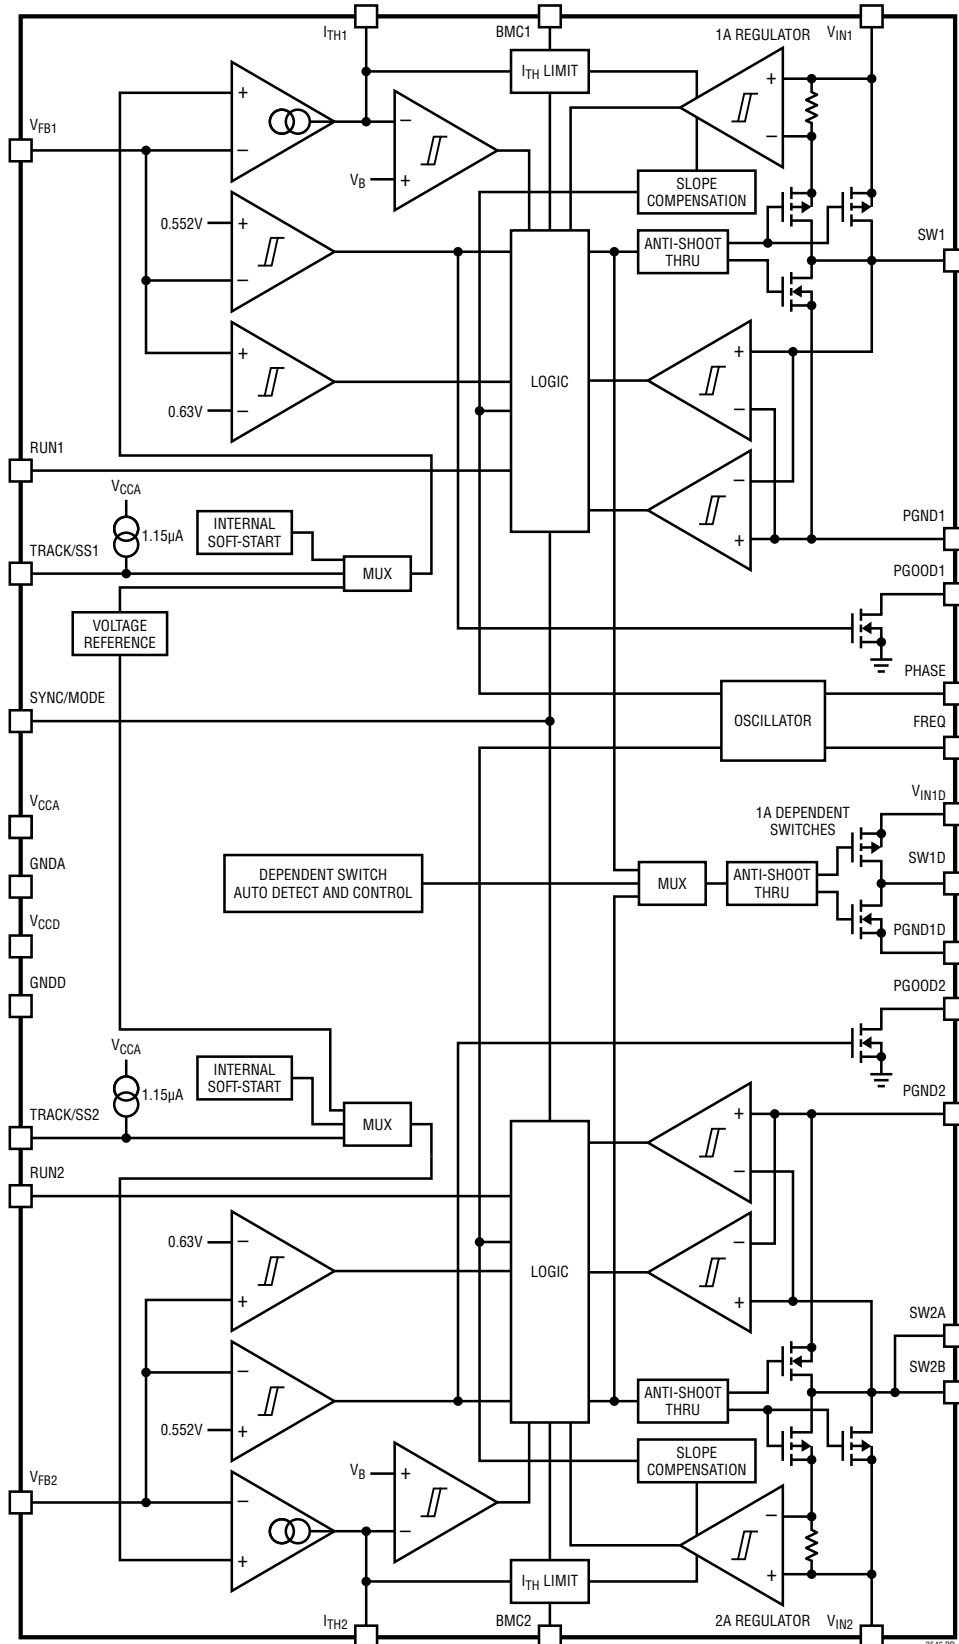 ITH1
BMC1
1A REGULATOR
VIN1
ITH LIMIT
+
+
−
−
VFB1
−
VB
+
SLOPE
COMPENSATION
0.552V
+
ANTI-SHOOT
THRU
SW1
−
+
+
LOGIC
0.63V
−
−
RUN1
−
VCCA
INTERNAL
SOFT-START
1.15µA
+
PGND1
TRACK/SS1
MUX
PGOOD1
VOLTAGE
REFERENCE
PHASE
SYNC/MODE
OSCILLATOR
FREQ
VCCA
VIN1D
1A DEPENDENT
SWITCHES
GNDA
DEPENDENT SWITCH
AUTO DETECT AND CONTROL
MUX
ANTI-SHOOT
THRU
SW1D
VCCD
PGND1D
GNDD
PGOOD2
VCCA
INTERNAL
SOFT-START
1.15µA
PGND2
TRACK/SS2
MUX
+
RUN2
−
0.63V
−
−
LOGIC
+
+
SW2A
−
SW2B
ANTI-SHOOT
THRU
0.552V
+
SLOPE
COMPENSATION
VFB2
VB
+
−
−
−
+
+
ITH LIMIT
ITH2
BMC2
2A REGULATOR
VIN2